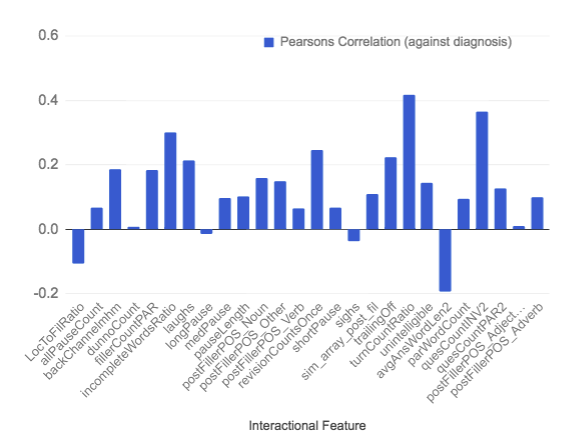 0.6
Pearsons Correlation (against diagnosis)
0.4
0.2
0.0
-0.2
LocToFilRatio
allPauseCount
backChannelmhm
dunnoCount
fillerCountPAR
incompleteWordsRatio
laughs
longPause
medPause
pauseLength
postFillerPOS_Noun
postFillerPOS_Other
postFillerPOS_Verb
revisionCountsOnce
shortPause
sighs
sim_array_post_fil
trailingOff
turnCountRatio
unintelligible
avgAnsWordLen2
parWordCount
quesCountINV2
quesCountPAR2
postFillerPOS_Adject...
postFillerPOS_Adverb
Interactional Feature